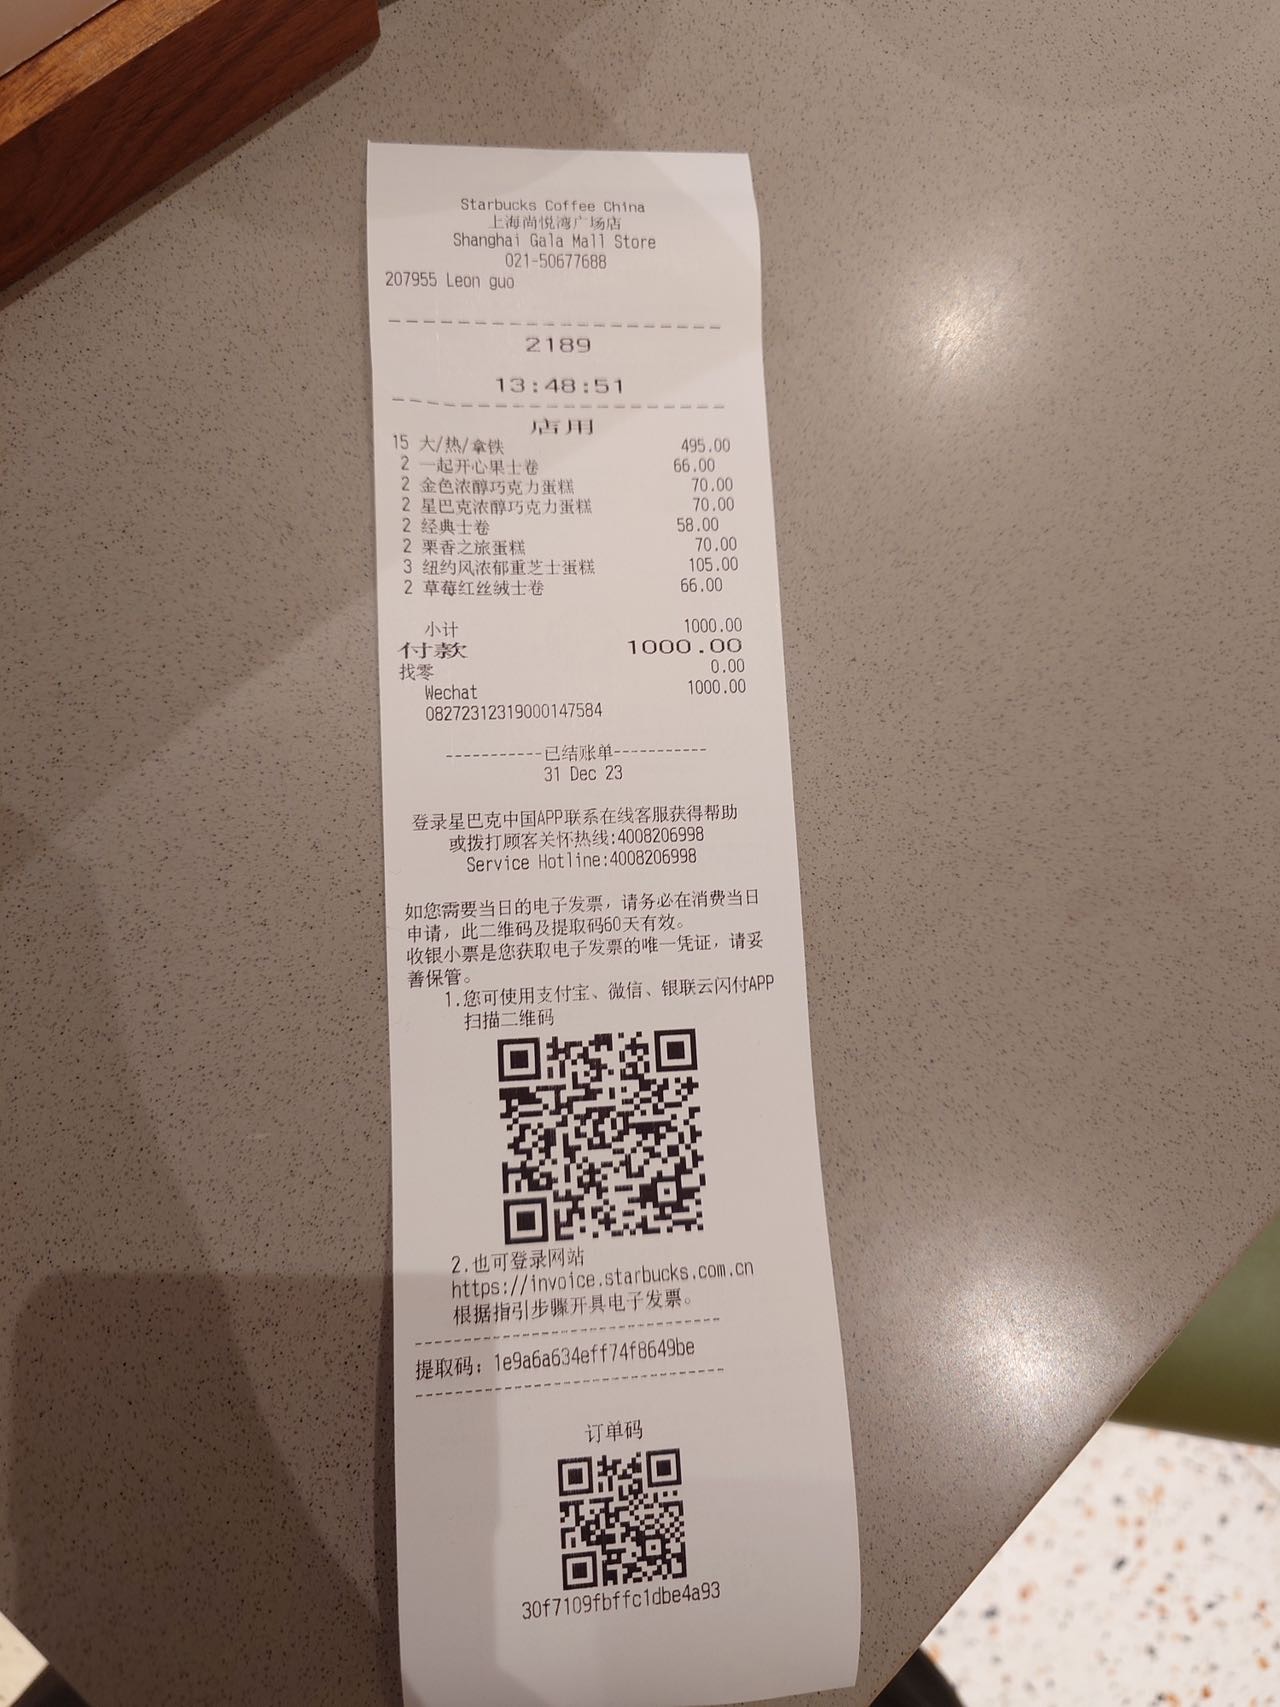 Starbucks Coffee China
上海尚悦湾广场店
Shanghai Gala Mall Store
021-50677688
207955 Leon guo
2189
13:48:51
店用
15 大/热/拿铁 495.00
2 一起开心果士卷 66.00
2 金色浓醇巧克力蛋糕 70.00
2 星巴克浓醇巧克力蛋糕 70.00
2 经典士卷 58.00
2 栗香之旅蛋糕 70.00
3 纽约风浓郁重芝士蛋糕 105.00
2 草莓红丝绒士卷 66.00
小计 1000.00
付款 1000.00
找零 0.00
Wechat 1000.00
08272312319000147584
-----------已结账单-----------
31 Dec 23
登录星巴克中国APP联系在线客服获得帮助
或拨打顾客关怀热线:4008206998
Service Hotline:4008206998
如您需要当日的电子发票，请务必在消费当日
申请，此二维码及提取码60天有效。
收银小票是您获取电子发票的唯一凭证，请妥
善保管。
1.您可使用支付宝、微信、银联云闪付APP
扫描二维码
2.也可登录网站
https://invoice.starbucks.com.cn
根据指引步骤开具电子发票。
提取码：1e9a6a634eff74f8649be
订单码
30f7109fbffc1dbe4a93